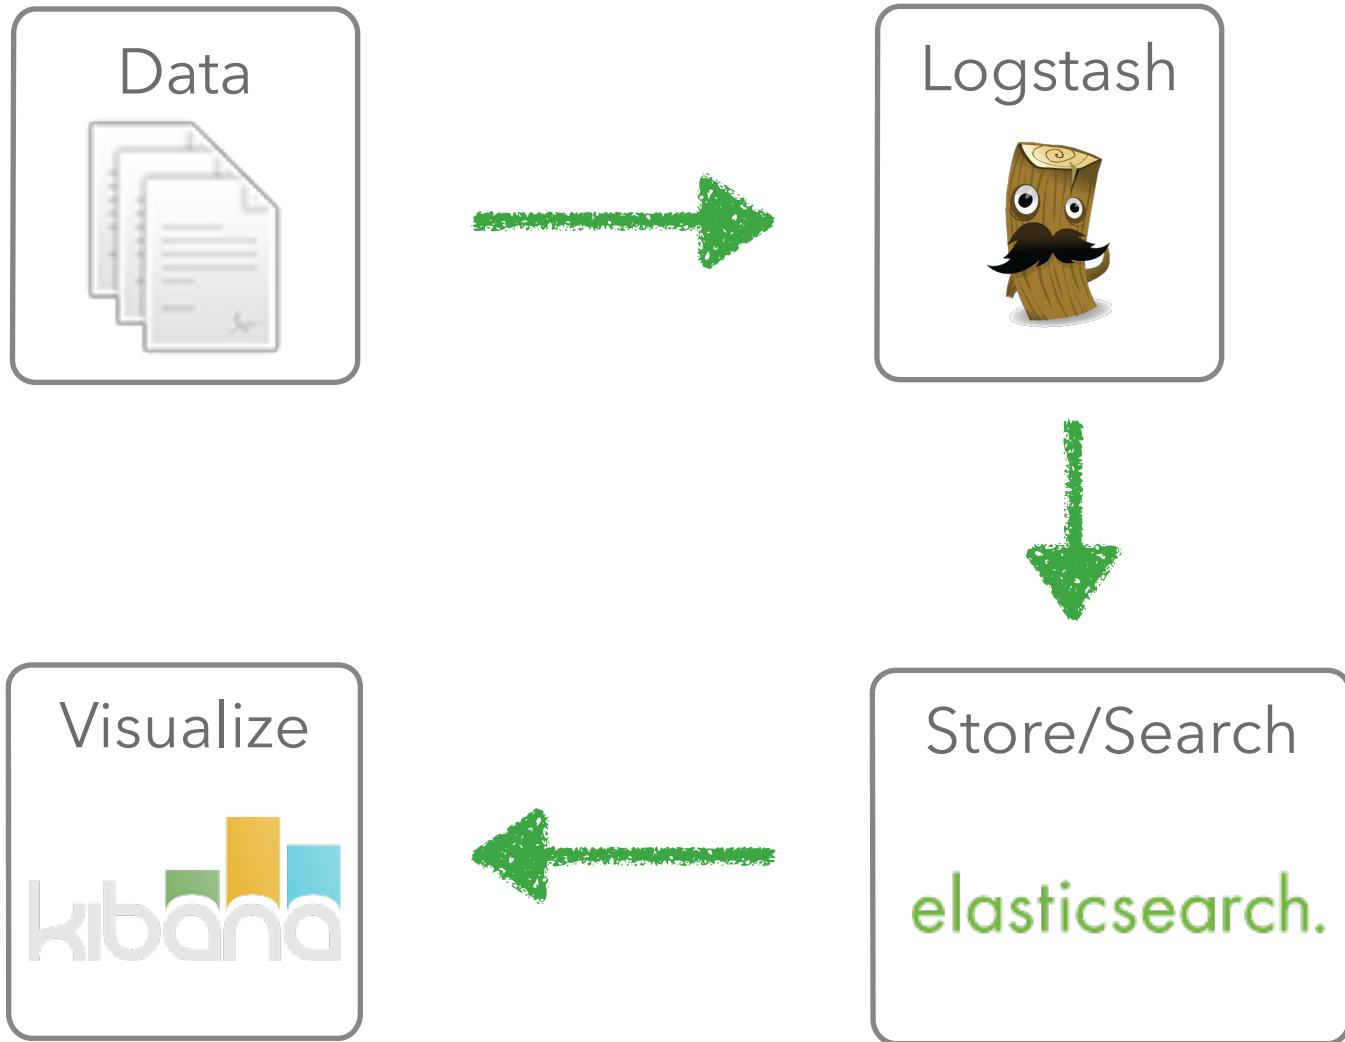 Data
Logstash
Visualize
kibana
Store/Search
elasticsearch.